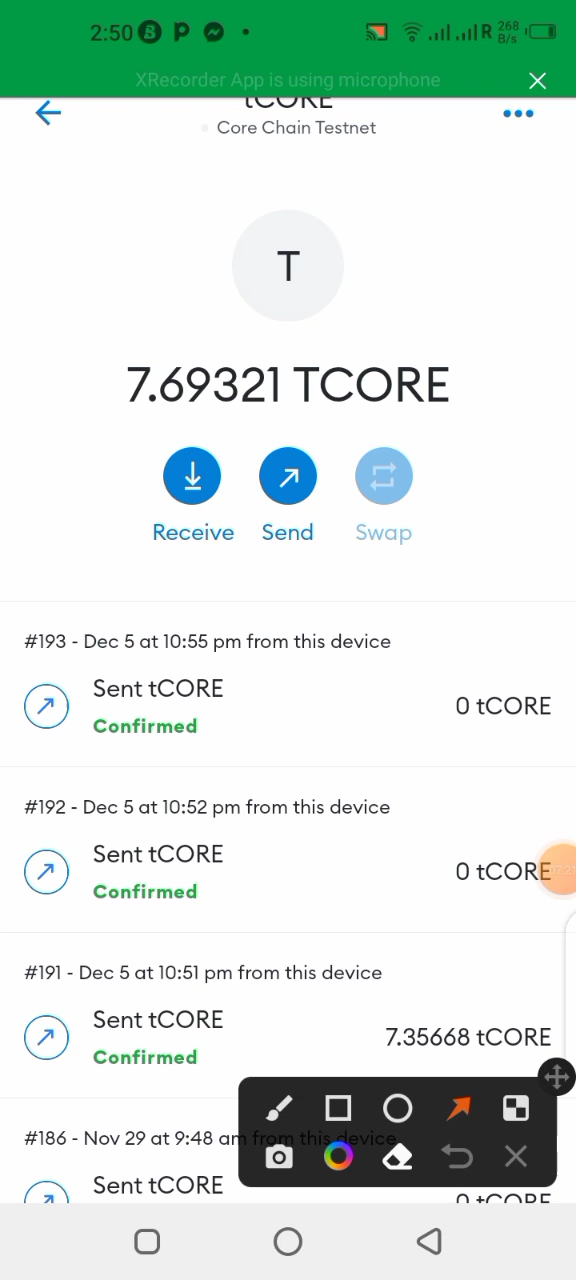 2:50
R 268 B/s
XRecorder App is using microphone
tCORE
Core Chain Testnet
T
7.69321 TCORE
Receive Send Swap
#193 - Dec 5 at 10:55 pm from this device
Sent tCORE
0 tCORE
Confirmed
#192 - Dec 5 at 10:52 pm from this device
Sent tCORE
0 tCORE
Confirmed
#191 - Dec 5 at 10:51 pm from this device
Sent tCORE
7.35668 tCORE
Confirmed
#186 - Nov 29 at 9:48 am from this device
Sent tCORE
0 tCORE